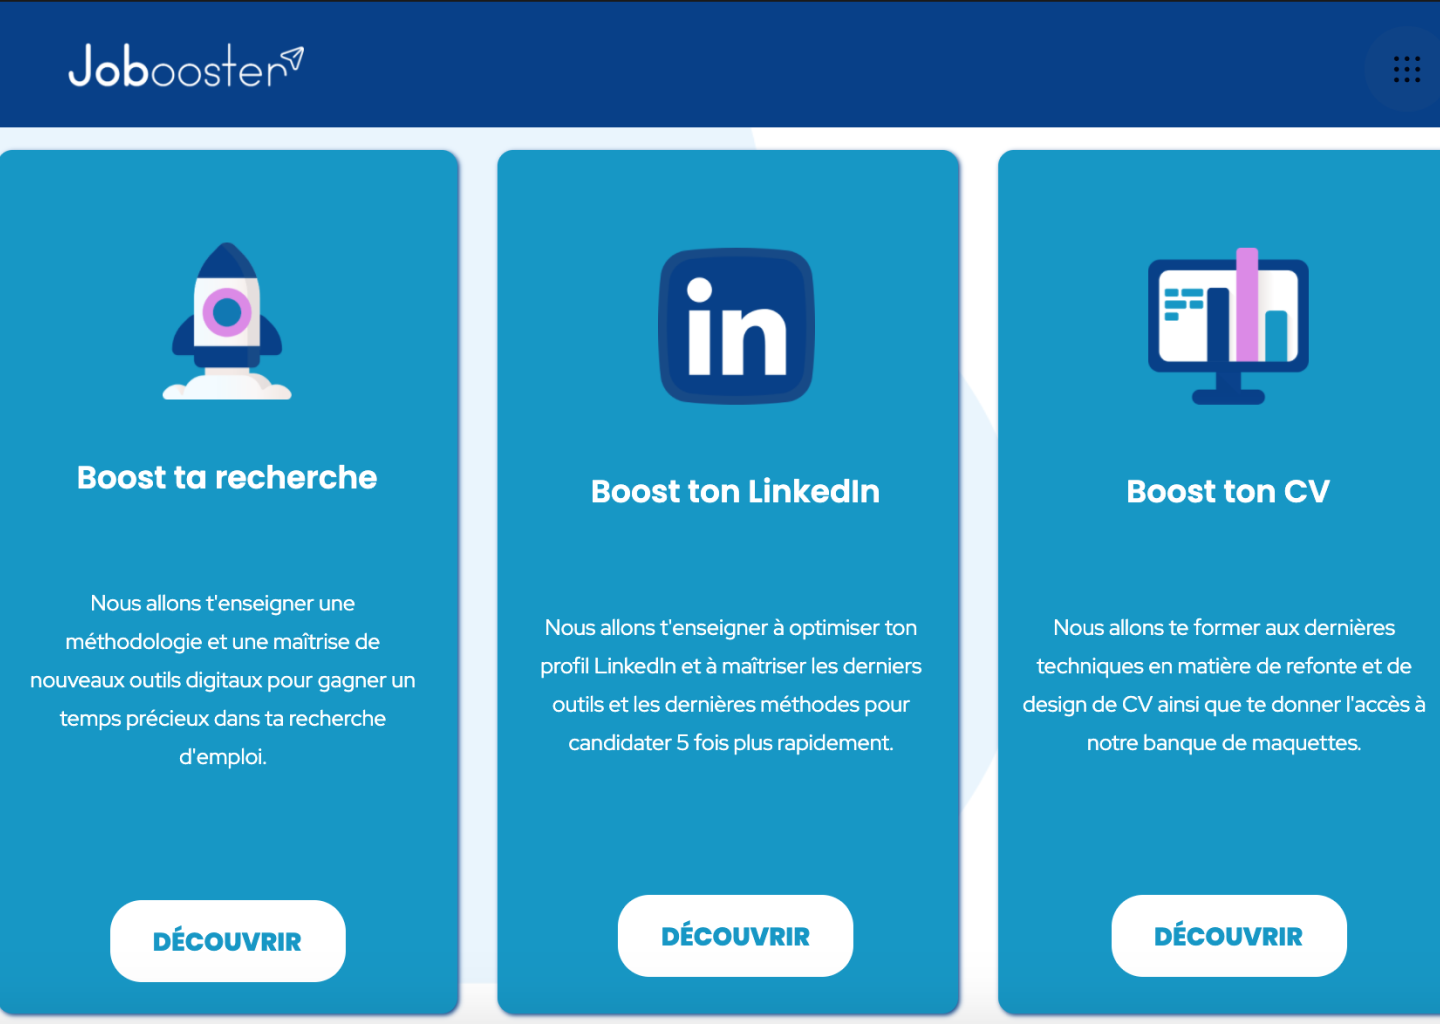 Jobooster
Boost ta recherche
Nous allons t'enseigner une
méthodologie et une maîtrise de
nouveaux outils digitaux pour gagner un
temps précieux dans ta recherche
d'emploi.
DÉCOUVRIR
in
Boost ton LinkedIn
Nous allons t'enseigner à optimiser ton
profil LinkedIn et à maîtriser les derniers
outils et les dernières méthodes pour
candidater 5 fois plus rapidement.
DÉCOUVRIR
Boost ton CV
Nous allons te former aux dernières
techniques en matière de refonte et de
design de CV ainsi que te donner l'accès à
notre banque de maquettes.
DÉCOUVRIR